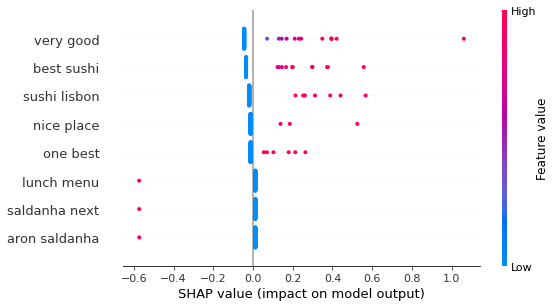 High
very good
best sushi
sushi lisbon
nice place
one best
lunch menu
saldanha next
aron saldanha
Low
Feature value
−0.6 −0.4 −0.2 0.0 0.2 0.4 0.6 0.8 1.0
SHAP value (impact on model output)